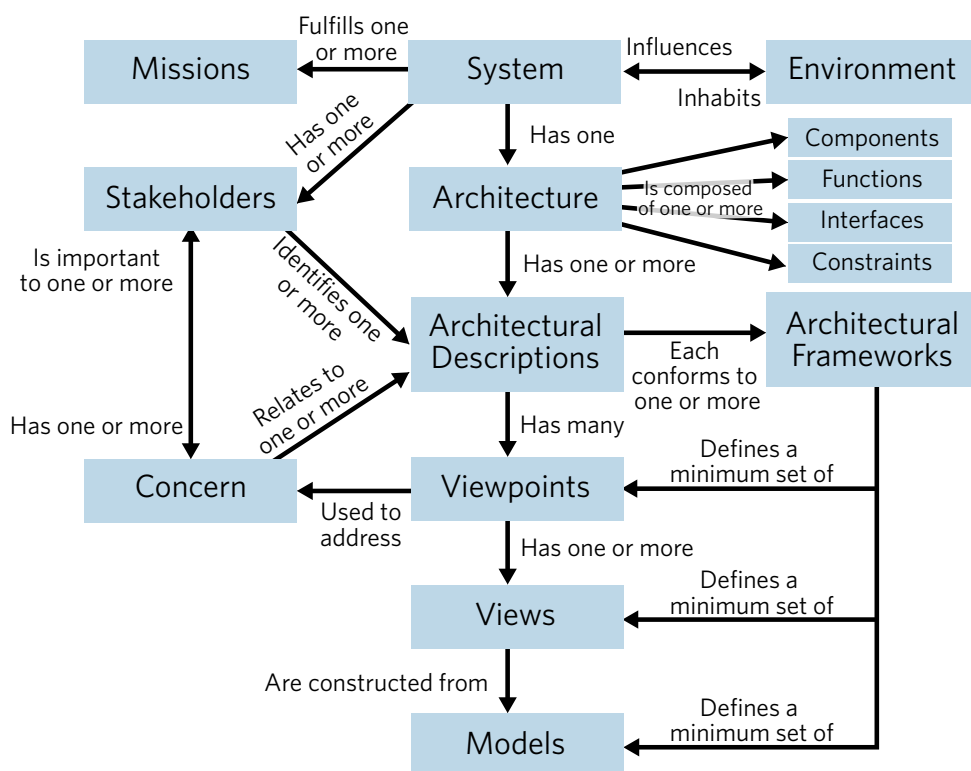 Fulfills one
or more
Missions
System
Influences
Inhabits
Environment
Has one
or more
Has one
Components
Functions
Interfaces
Constraints
Is composed
of one or more
Stakeholders
Architecture
Is important
to one or more
Identifies one
or more
Has one or more
Architectural
Descriptions
Each
conforms to
one or more
Architectural
Frameworks
Relates to
one or more
Has one or more
Has many
Defines a
minimum set of
Concern
Used to
address
Viewpoints
Has one or more
Defines a
minimum set of
Views
Are constructed from
Defines a
minimum set of
Models